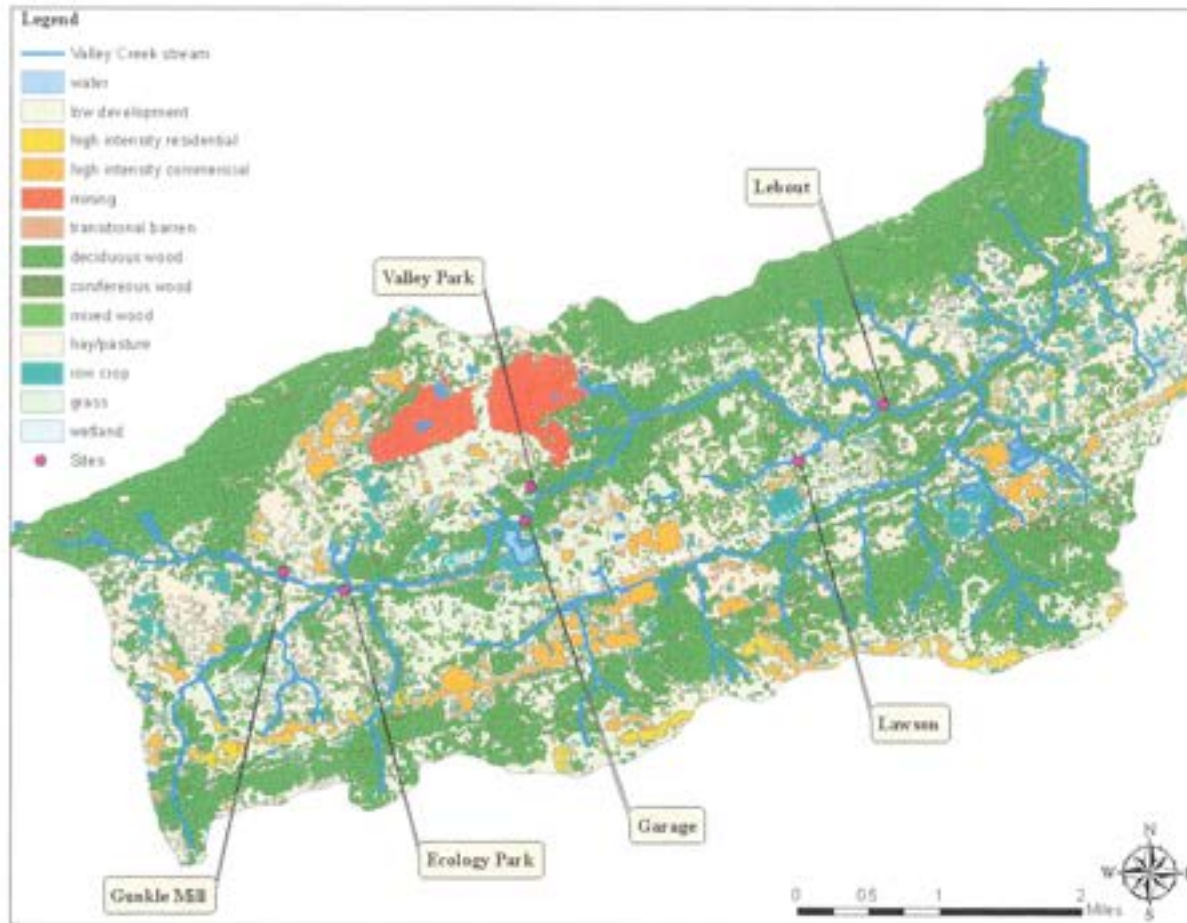 Legend
Valley Creek stream
water
low development
high intensity residential
high intensity commericial
mining
transitional barren
deciduous wood
confereous wood
mixed wood
hay/pasture
row crop
grass
wetland
Sites
Lebout
Valley Park
Lawson
Garage
Ecology Park
Gunkle Mill
N
W
S
0 0.5 1 2
Miles